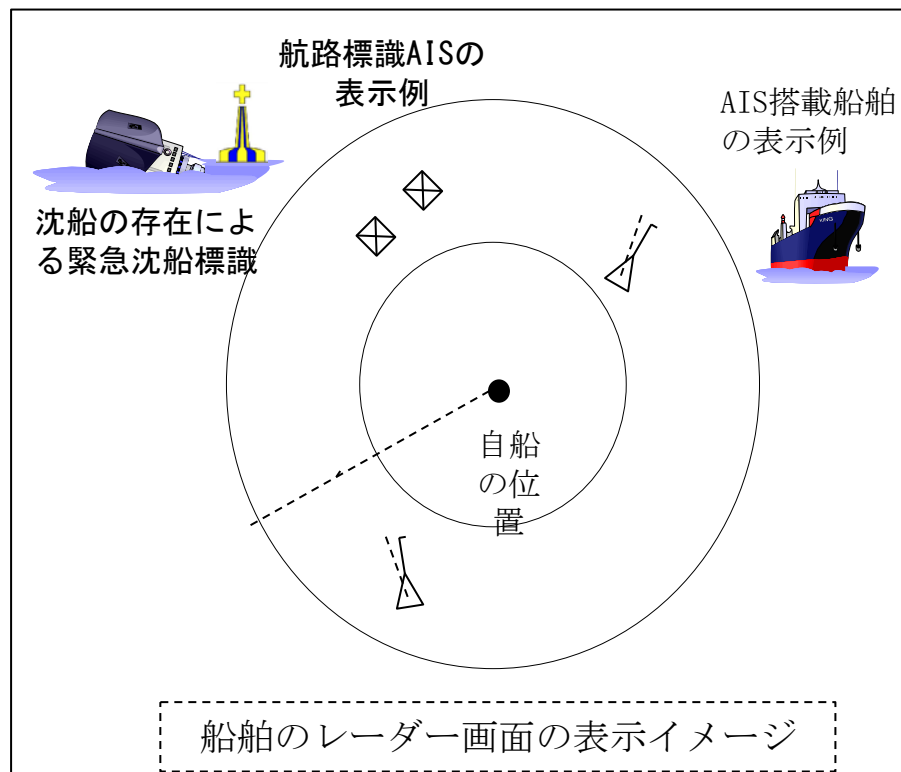 航路標識AISの
表示例
AIS搭載船舶
の表示例
沈船の存在によ
る緊急沈船標識
自船
の位
置
船舶のレーダー画面の表示イメージ